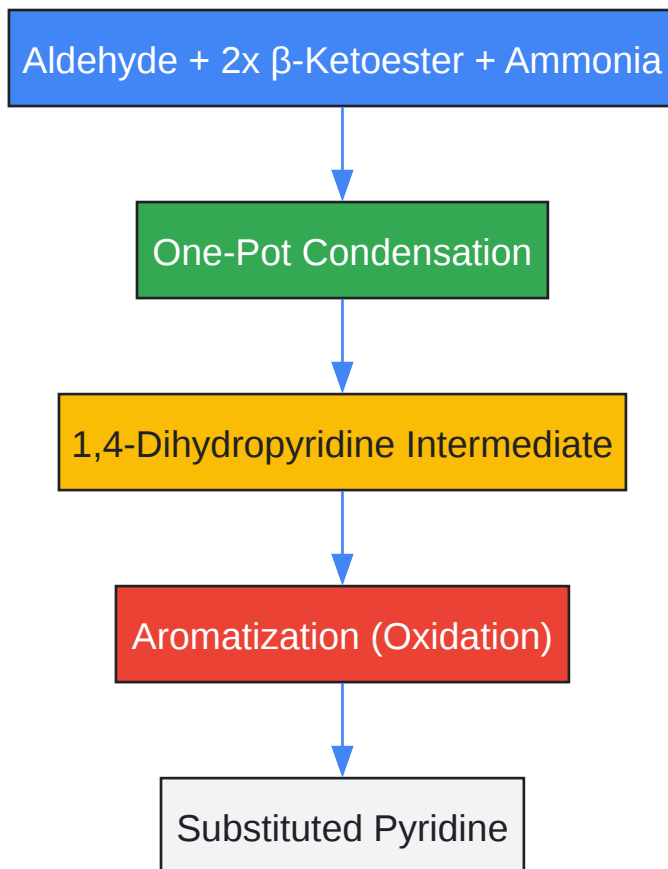 Aldehyde + 2x β-Ketoester + Ammonia
One-Pot Condensation
1,4-Dihydropyridine Intermediate
Aromatization (Oxidation)
Substituted Pyridine